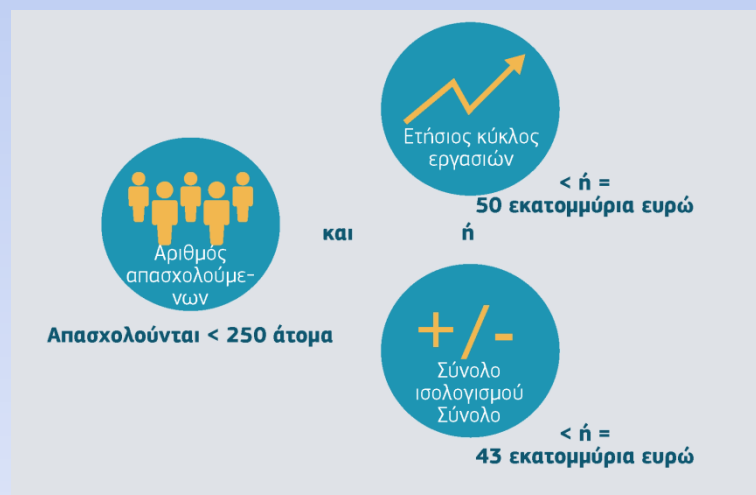 Ετήσιος κύκλος
εργασιών
< ή =
50 εκατομμύρια ευρώ
Αριθμός
απασχολούμε-
νων
και
ή
Απασχολούνται < 250 άτομα
+/-
Σύνολο
ισολογισμού
Σύνολο
< ή =
43 εκατομμύρια ευρώ